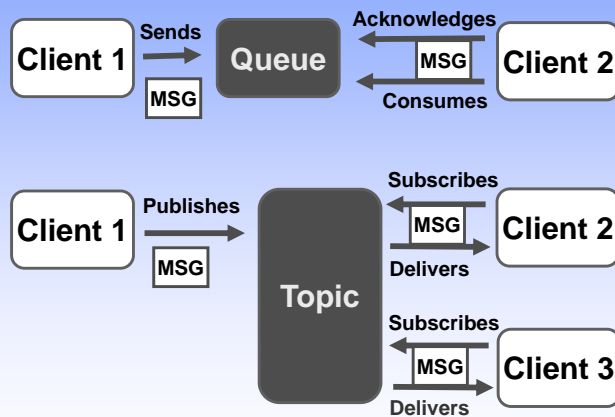 Client 1
Sends
MSG
Queue
Acknowledges
MSG
Consumes
Client 2
Client 1
Publishes
MSG
Topic
Subscribes
MSG
Delivers
Client 2
Subscribes
MSG
Delivers
Client 3